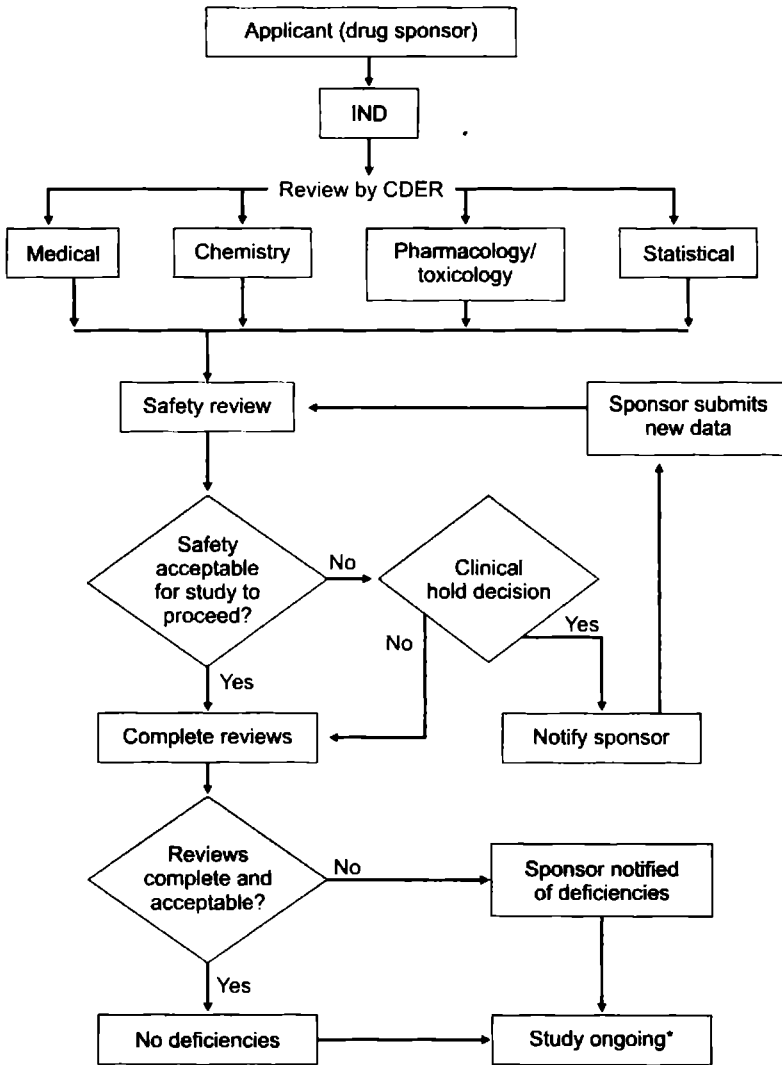 Applicant (drug sponsor)
IND
Review by CDER
Medical
Chemistry
Pharmacology/
toxicology
Statistical
Safety review
Sponsor submits
new data
Safety
acceptable
for study to
proceed?
No
Clinical
hold decision
No
Yes
Yes
Complete reviews
Notify sponsor
Reviews
complete and
acceptable?
No
Sponsor notified
of deficiencies
Yes
No deficiencies
Study ongoing*